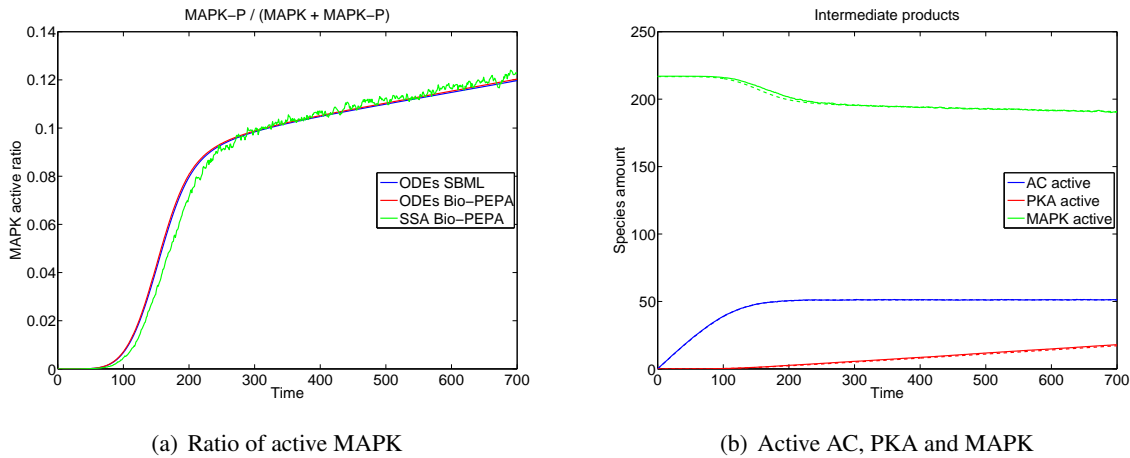 MAPK−P / (MAPK + MAPK−P)
0.14
0.12
0.1
0.08
0.06
0.04
0.02
0
MAPK active ratio
ODEs SBML
ODEs Bio−PEPA
SSA Bio−PEPA
0 100 200 300 400 500 600 700
Time
(a) Ratio of active MAPK
Intermediate products
250
200
150
100
50
0
Species amount
AC active
PKA active
MAPK active
0 100 200 300 400 500 600 700
Time
(b) Active AC, PKA and MAPK